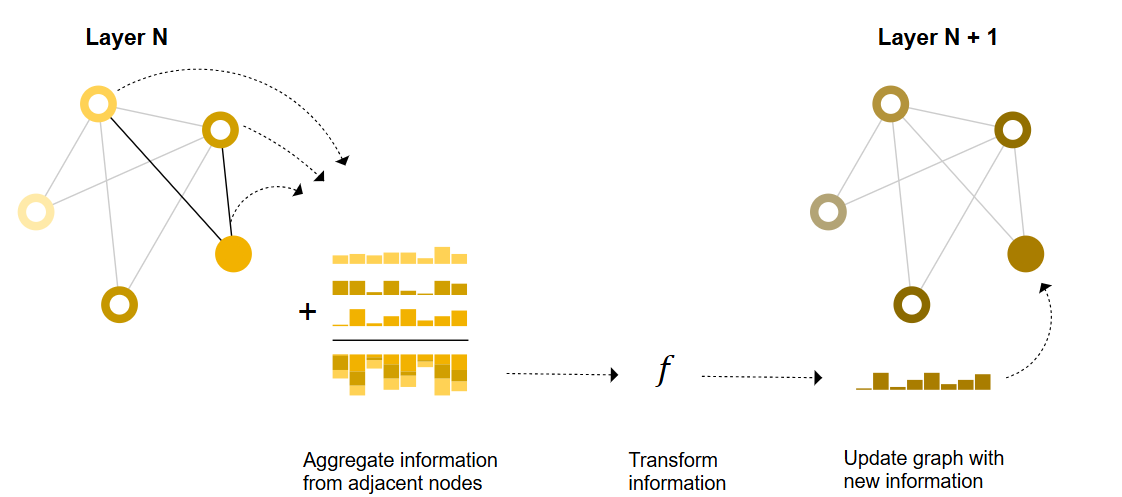 Layer N
Layer N + 1
+
f
Aggregate information
from adjacent nodes
Transform
information
Update graph with
new information